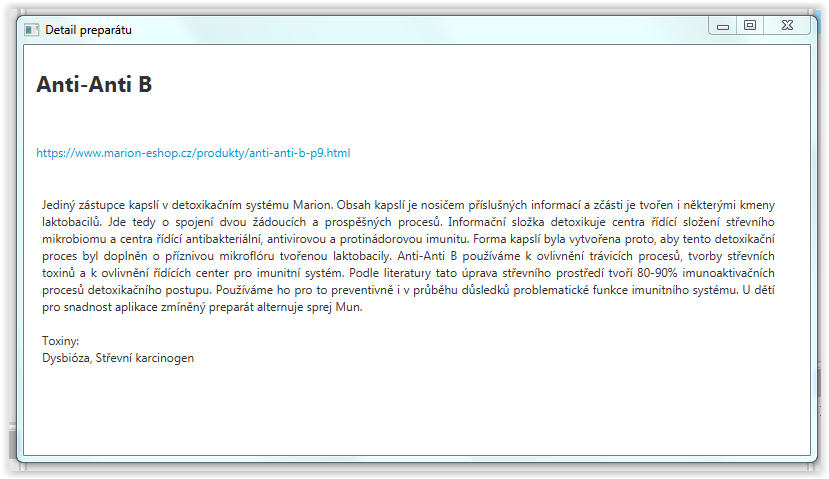 Detail preparátu
Anti-Anti B
https://www.marion-eshop.cz/produkty/anti-anti-b-p9.html
Jediný zástupce kapslí v detoxikačním systému Marion. Obsah kapslí je nosičem příslušných informací a zčásti je tvořen i některými kmeny
laktobacilů. Jde tedy o spojení dvou žádoucích a prospěšných procesů. Informační složka detoxikuje centra řídící složení střevního
mikrobiomu a centra řídící antibakteriální, antivirovou a protinádorovou imunitu. Forma kapslí byla vytvořena proto, aby tento detoxikační
proces byl doplněn o příznivou mikroflóru tvořenou laktobacily. Anti-Anti B používáme k ovlivnění trávicích procesů, tvorby střevních
toxinů a k ovlivnění řídících center pro imunitní systém. Podle literatury tato úprava střevního prostředí tvoří 80-90% imunoaktivačních
procesů detoxikačního postupu. Používáme ho pro to preventivně i v průběhu důsledků problematické funkce imunitního systému. U dětí
pro snadnost aplikace zmíněný preparát alternuje sprej Mun.
Toxiny:
Dysbióza, Střevní karcinogen